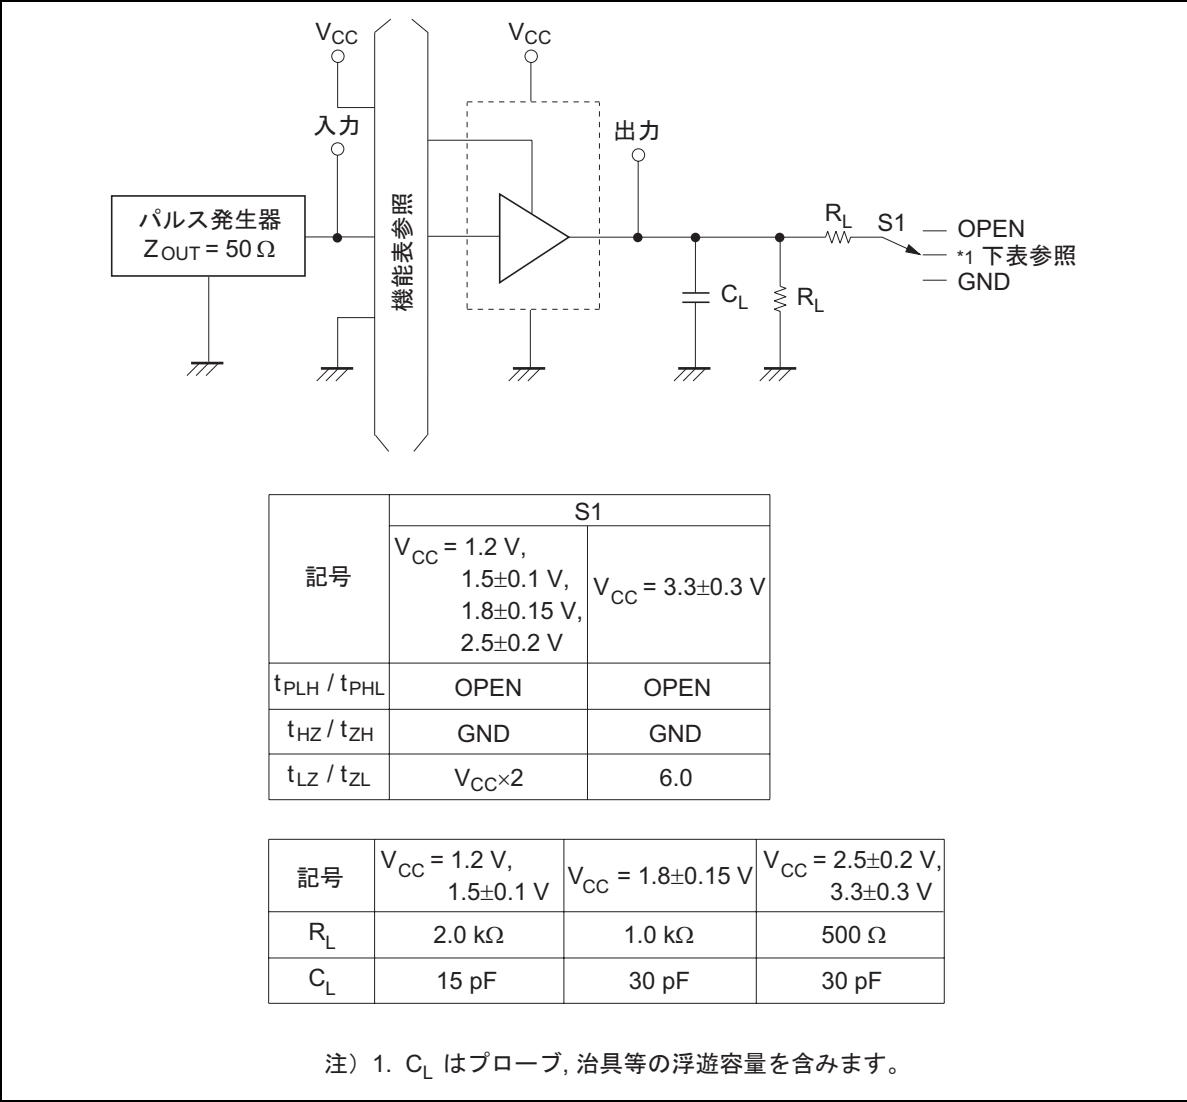 VCC
VCC
入力
出力
パルス発生器
ZOUT = 50 Ω
機能表参照
RL
S1
OPEN
*1 下表参照
GND
CL
RL
記号
S1
VCC = 1.2 V,
1.5±0.1 V,
1.8±0.15 V,
2.5±0.2 V
VCC = 3.3±0.3 V
tPLH / tPHL
OPEN
OPEN
tHZ / tZH
GND
GND
tLZ / tZL
VCC×2
6.0
記号
VCC = 1.2 V,
1.5±0.1 V
VCC = 1.8±0.15 V
VCC = 2.5±0.2 V,
3.3±0.3 V
RL
2.0 kΩ
1.0 kΩ
500 Ω
CL
15 pF
30 pF
30 pF
注）1. CL はプローブ, 治具等の浮遊容量を含みます。